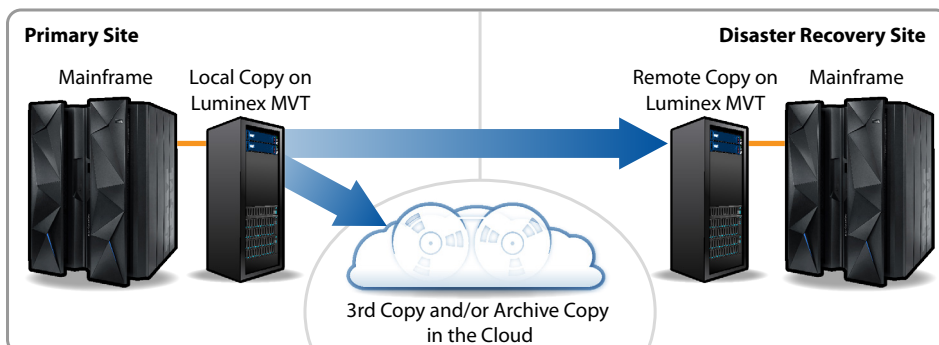 Primary Site
Disaster Recovery Site
Mainframe
Local Copy on
Luminex MVT
Remote Copy on
Luminex MVT
Mainframe
3rd Copy and/or Archive Copy
in the Cloud